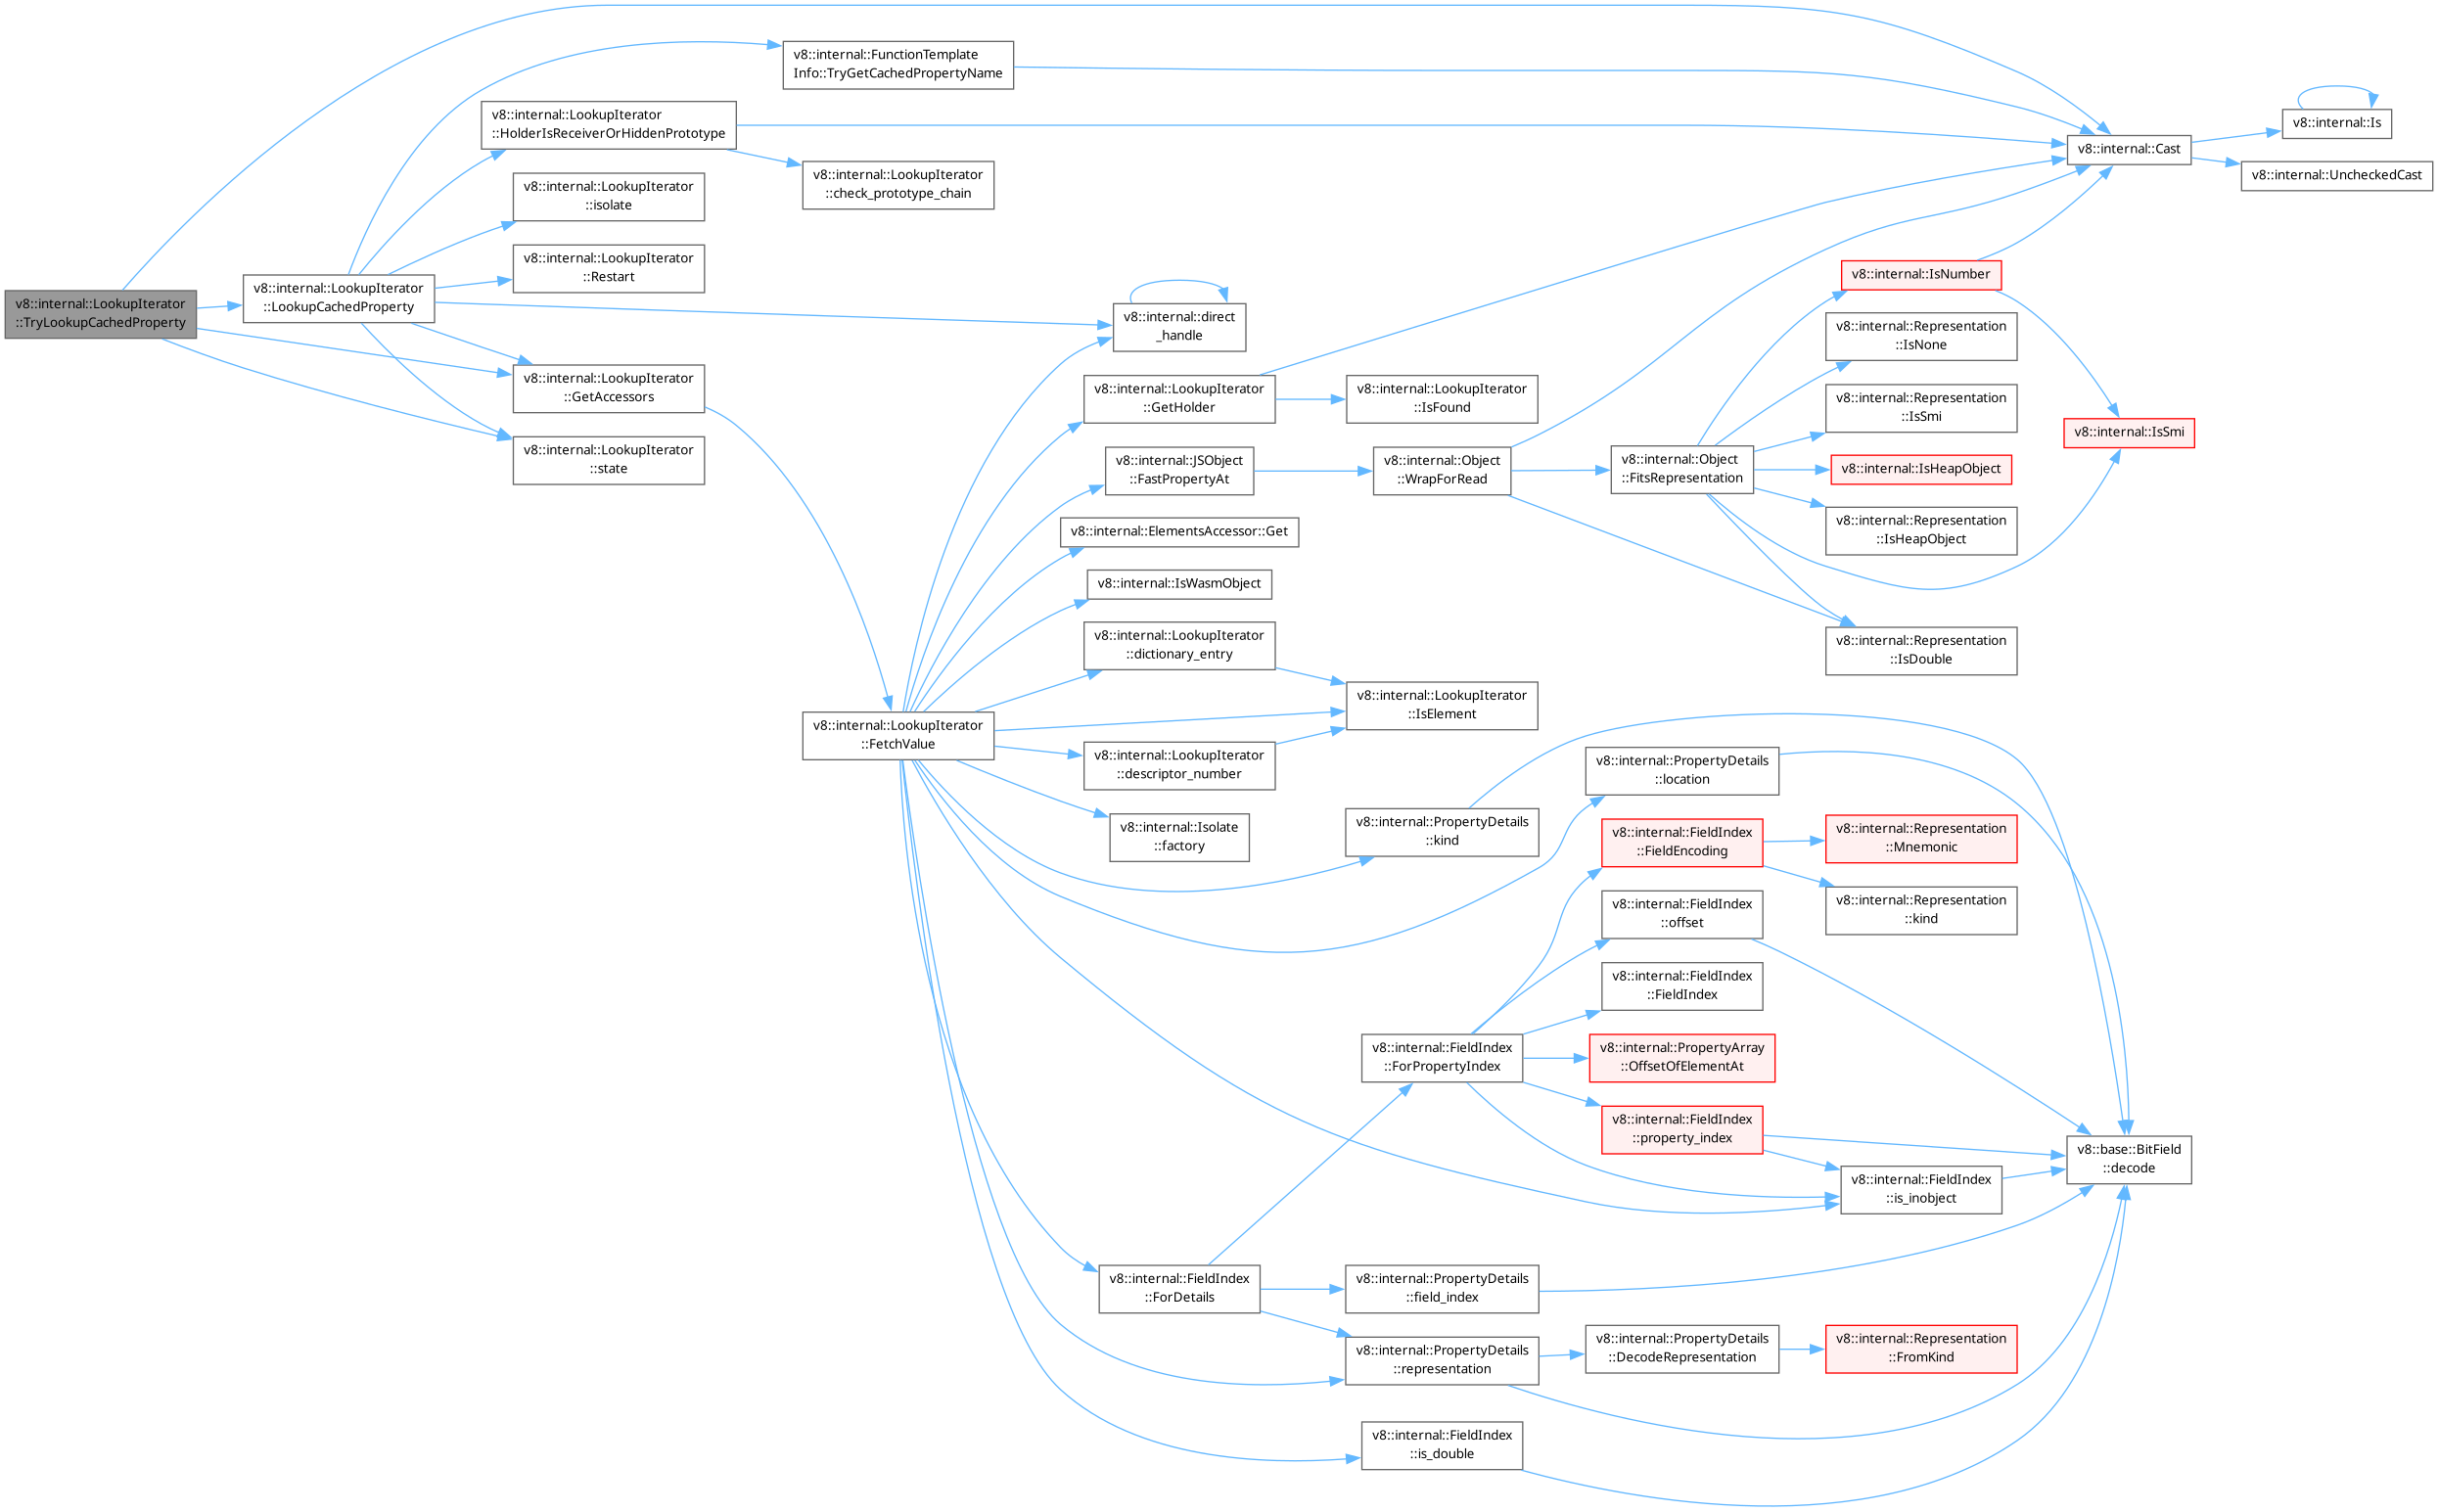 v8::internal::LookupIterator
::TryLookupCachedProperty
v8::internal::LookupIterator
::LookupCachedProperty
v8::internal::FunctionTemplate
Info::TryGetCachedPropertyName
v8::internal::LookupIterator
::HolderIsReceiverOrHiddenPrototype
v8::internal::LookupIterator
::check_prototype_chain
v8::internal::LookupIterator
::isolate
v8::internal::LookupIterator
::Restart
v8::internal::LookupIterator
::GetAccessors
v8::internal::LookupIterator
::state
v8::internal::LookupIterator
::FetchValue
v8::internal::direct
_handle
v8::internal::LookupIterator
::GetHolder
v8::internal::JSObject
::FastPropertyAt
v8::internal::ElementsAccessor::Get
v8::internal::IsWasmObject
v8::internal::LookupIterator
::dictionary_entry
v8::internal::LookupIterator
::descriptor_number
v8::internal::Isolate
::factory
v8::internal::FieldIndex
::ForDetails
v8::internal::LookupIterator
::IsFound
v8::internal::Object
::WrapForRead
v8::internal::LookupIterator
::IsElement
v8::internal::PropertyDetails
::kind
v8::internal::FieldIndex
::ForPropertyIndex
v8::internal::PropertyDetails
::field_index
v8::internal::PropertyDetails
::representation
v8::internal::FieldIndex
::is_double
v8::internal::Object
::FitsRepresentation
v8::internal::PropertyDetails
::location
v8::internal::FieldIndex
::FieldEncoding
v8::internal::FieldIndex
::offset
v8::internal::FieldIndex
::FieldIndex
v8::internal::PropertyArray
::OffsetOfElementAt
v8::internal::FieldIndex
::property_index
v8::internal::PropertyDetails
::DecodeRepresentation
v8::internal::IsNumber
v8::internal::Representation
::IsNone
v8::internal::Representation
::IsSmi
v8::internal::IsHeapObject
v8::internal::Representation
::IsHeapObject
v8::internal::Representation
::IsDouble
v8::internal::Representation
::Mnemonic
v8::internal::Representation
::kind
v8::internal::FieldIndex
::is_inobject
v8::internal::Representation
::FromKind
v8::internal::Cast
v8::internal::IsSmi
v8::base::BitField
::decode
v8::internal::Is
v8::internal::UncheckedCast